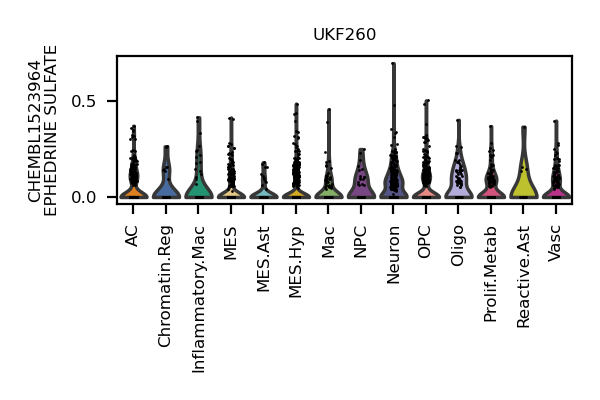 UKF260
CHEMBL1523964
EPHEDRINE SULFATE
0.5
0.0
AC
Chromatin.Reg
Inflammatory.Mac
MES
MES.Ast
MES.Hyp
Mac
NPC
Neuron
OPC
Oligo
Prolif.Metab
Reactive.Ast
Vasc